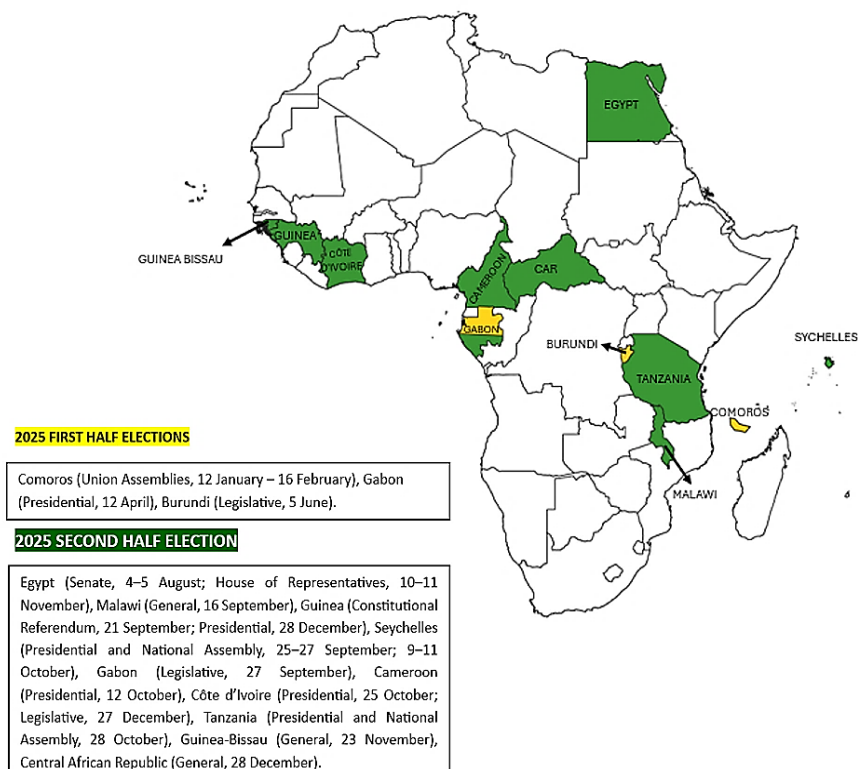 EGYPT
GUINEA
GUINEA BISSAU
CÔTE
D'IVOIRE
CAMEROON
CAR
GABON
BURUNDI
TANZANIA
SYCHELLES
COMOROS
MALAWI
2025 FIRST HALF ELECTIONS
Comoros (Union Assemblies, 12 January – 16 February), Gabon
(Presidential, 12 April), Burundi (Legislative, 5 June).
2025 SECOND HALF ELECTION
Egypt (Senate, 4–5 August; House of Representatives, 10–11
November), Malawi (General, 16 September), Guinea (Constitutional
Referendum, 21 September; Presidential, 28 December), Seychelles
(Presidential and National Assembly, 25–27 September; 9–11
October), Gabon (Legislative, 27 September), Cameroon
(Presidential, 12 October), Côte d'Ivoire (Presidential, 25 October;
Legislative, 27 December), Tanzania (Presidential and National
Assembly, 28 October), Guinea-Bissau (General, 23 November),
Central African Republic (General, 28 December).